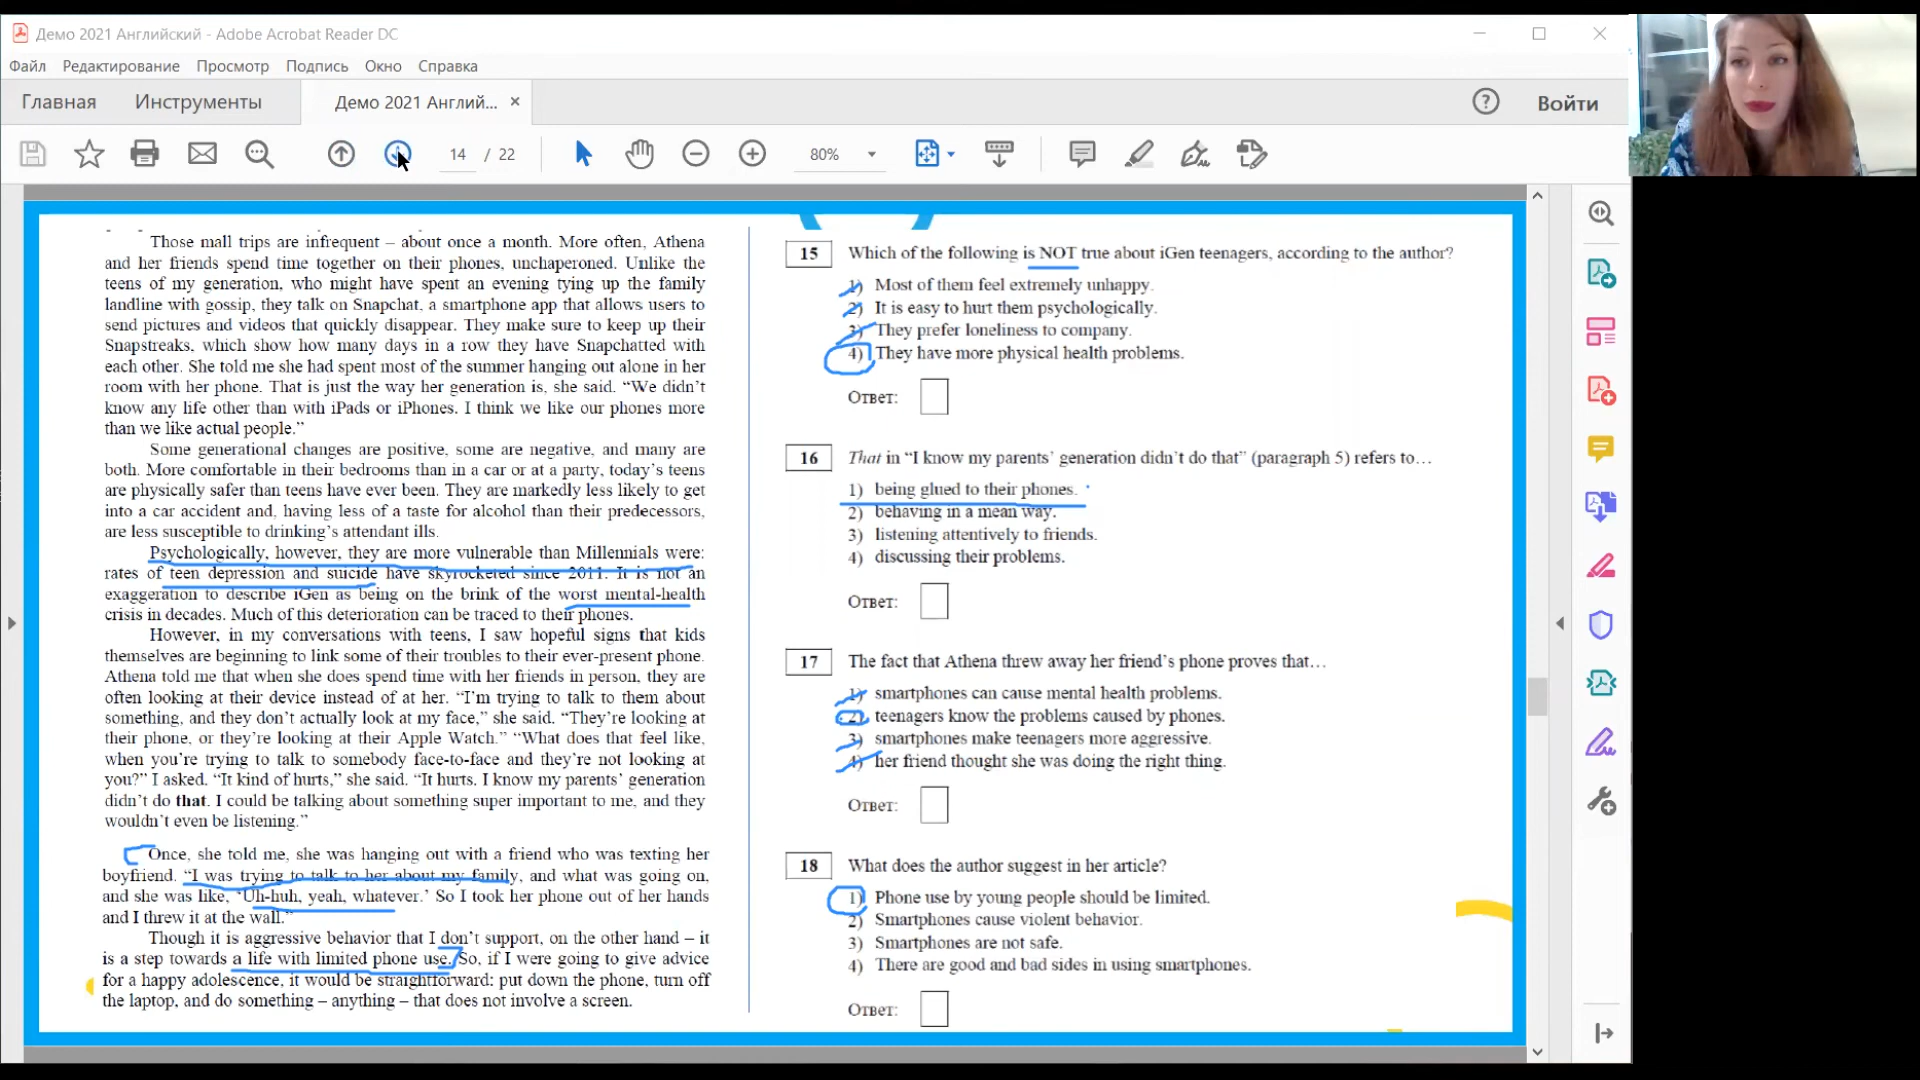 Демо 2021 Английский - Adobe Acrobat Reader DC
Файл Редактирование Просмотр Подпись Окно Справка
Главная Инструменты Демо 2021 Англий... × Войти
14 / 22 80%
Those mall trips are infrequent – about once a month. More often, Athena
and her friends spend time together on their phones, unchaperoned. Unlike the
teens of my generation, who might have spent an evening tying up the family
landline with gossip, they talk on Snapchat, a smartphone app that allows users to
send pictures and videos that quickly disappear. They make sure to keep up their
Snapstreaks, which show how many days in a row they have Snapchatted with
each other. She told me she had spent most of the summer hanging out alone in her
room with her phone. That is just the way her generation is, she said. “We didn’t
know any life other than with iPads or iPhones. I think we like our phones more
than we like actual people.”
Some generational changes are positive, some are negative, and many are
both. More comfortable in their bedrooms than in a car or at a party, today’s teens
are physically safer than teens have ever been. They are markedly less likely to get
into a car accident and, having less of a taste for alcohol than their predecessors,
are less susceptible to drinking’s attendant ills.
Psychologically, however, they are more vulnerable than Millennials were:
rates of teen depression and suicide have skyrocketed since 2011. It is not an
exaggeration to describe iGen as being on the brink of the worst mental-health
crisis in decades. Much of this deterioration can be traced to their phones.
However, in my conversations with teens, I saw hopeful signs that kids
themselves are beginning to link some of their troubles to their ever-present phone.
Athena told me that when she does spend time with her friends in person, they are
often looking at their device instead of at her. “I’m trying to talk to them about
something, and they don’t actually look at my face,” she said. “They’re looking at
their phone, or they’re looking at their Apple Watch.” “What does that feel like,
when you’re trying to talk to somebody face-to-face and they’re not looking at
you?” I asked. “It kind of hurts,” she said. “It hurts. I know my parents’ generation
didn’t do that. I could be talking about something super important to me, and they
wouldn’t even be listening.”
Once, she told me, she was hanging out with a friend who was texting her
boyfriend. “I was trying to talk to her about my family, and what was going on,
and she was like, ‘Uh-huh, yeah, whatever.’ So I took her phone out of her hands
and I threw it at the wall.”
Though it is aggressive behavior that I don’t support, on the other hand – it
is a step towards a life with limited phone use. So, if I were going to give advice
for a happy adolescence, it would be straightforward: put down the phone, turn off
the laptop, and do something – anything – that does not involve a screen.
15 Which of the following is NOT true about iGen teenagers, according to the author?
1) Most of them feel extremely unhappy.
2) It is easy to hurt them psychologically.
3) They prefer loneliness to company.
4) They have more physical health problems.
Ответ:
16 That in “I know my parents’ generation didn’t do that” (paragraph 5) refers to…
1) being glued to their phones.
2) behaving in a mean way.
3) listening attentively to friends.
4) discussing their problems.
Ответ:
17 The fact that Athena threw away her friend’s phone proves that…
1) smartphones can cause mental health problems.
2) teenagers know the problems caused by phones.
3) smartphones make teenagers more aggressive.
4) her friend thought she was doing the right thing.
Ответ:
18 What does the author suggest in her article?
1) Phone use by young people should be limited.
2) Smartphones cause violent behavior.
3) Smartphones are not safe.
4) There are good and bad sides in using smartphones.
Ответ: